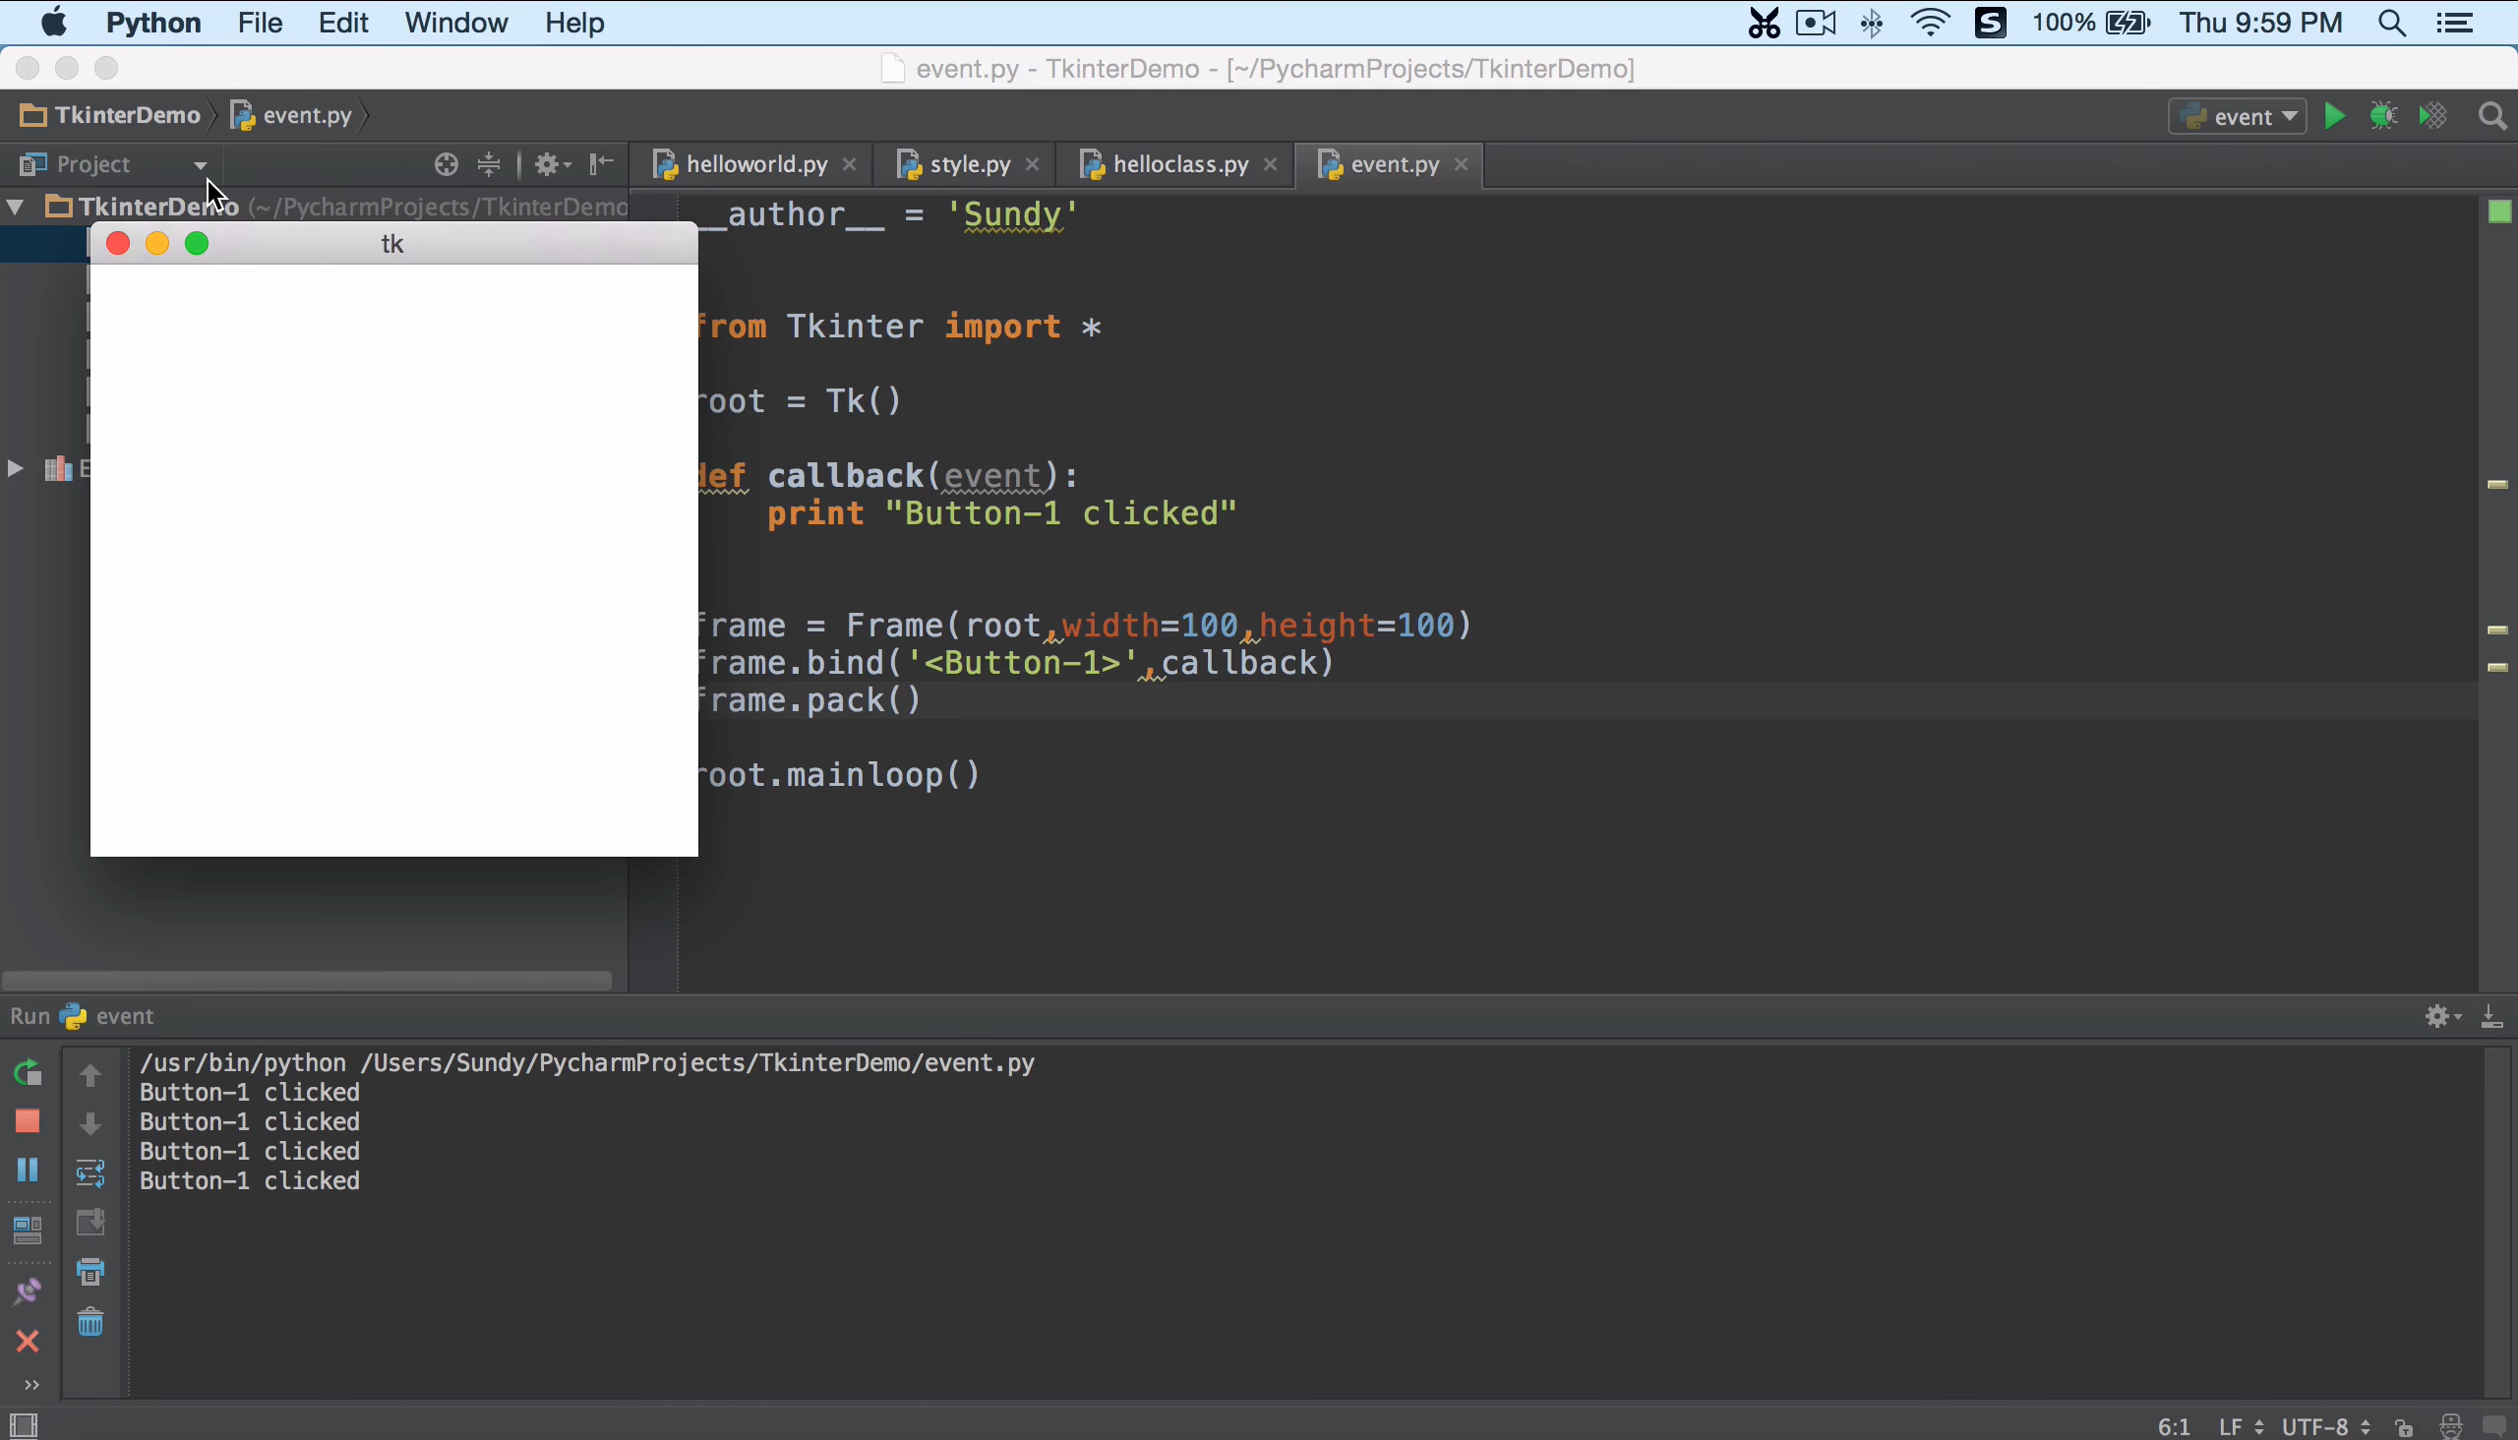 Python File Edit Window Help 100% Thu 9:59 PM
event.py - TkinterDemo - [~/PycharmProjects/TkinterDemo]
TkinterDemo event.py event
Project helloworld.py style.py helloclass.py event.py
TkinterDemo (~/PycharmProjects/TkinterDemo
tk
__author__ = 'Sundy'
from Tkinter import *
root = Tk()
def callback(event):
print "Button-1 clicked"
frame = Frame(root,width=100,height=100)
frame.bind('<Button-1>',callback)
frame.pack()
root.mainloop()
E
Run event
/usr/bin/python /Users/Sundy/PycharmProjects/TkinterDemo/event.py
Button-1 clicked
Button-1 clicked
Button-1 clicked
Button-1 clicked
6:1 LF UTF-8